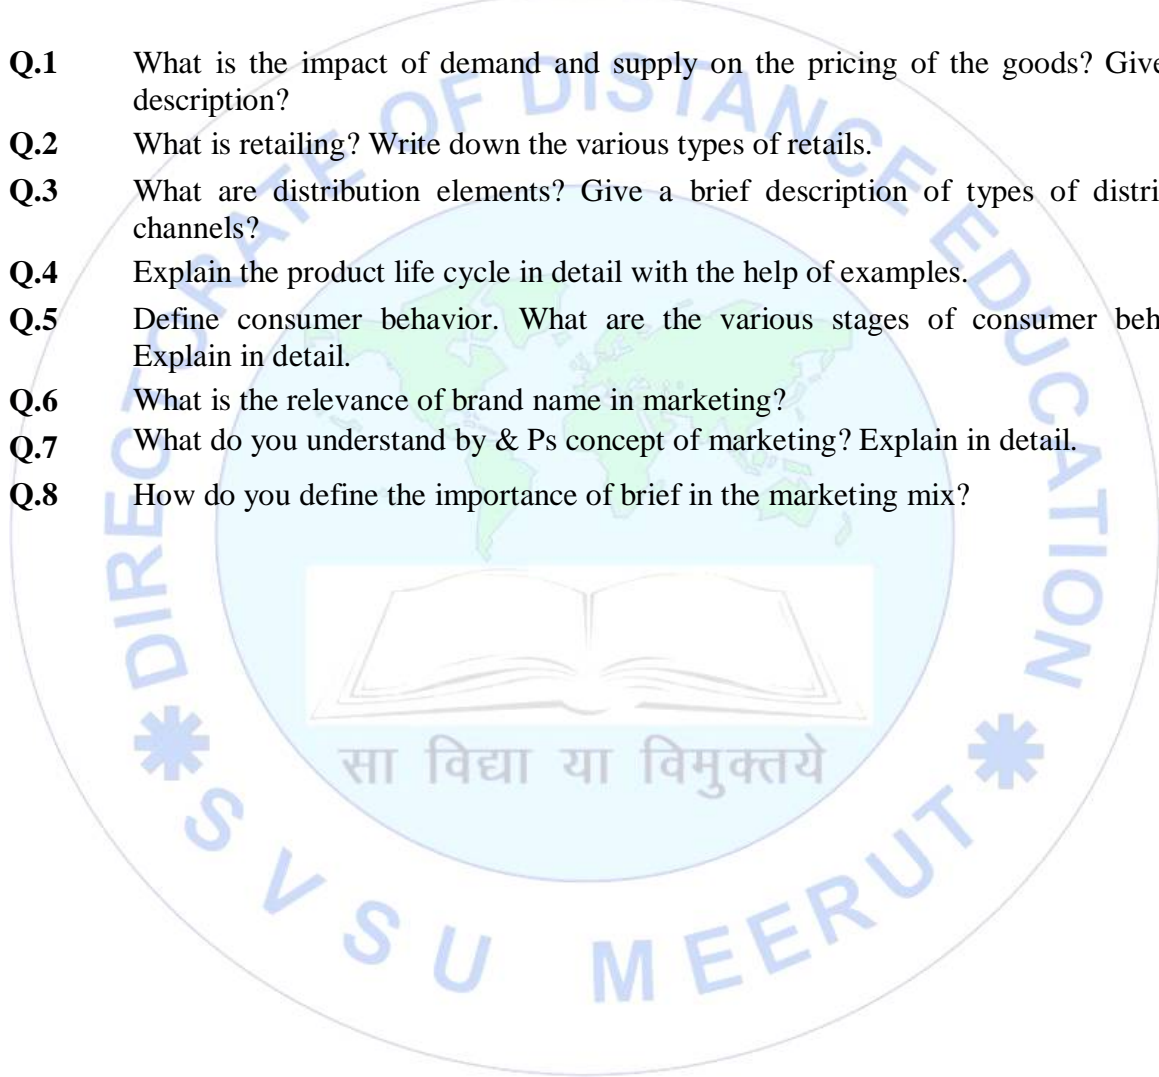 Q.1 What is the impact of demand and supply on the pricing of the goods? Give
description?
Q.2 What is retailing? Write down the various types of retails.
Q.3 What are distribution elements? Give a brief description of types of distri
channels?
Q.4 Explain the product life cycle in detail with the help of examples.
Q.5 Define consumer behavior. What are the various stages of consumer beh
Explain in detail.
Q.6 What is the relevance of brand name in marketing?
Q.7 What do you understand by & Ps concept of marketing? Explain in detail.
Q.8 How do you define the importance of brief in the marketing mix?
DIRECTORATE OF DISTANCE EDUCATION
सा विद्या या विमुक्तये
SVSU MEERUT